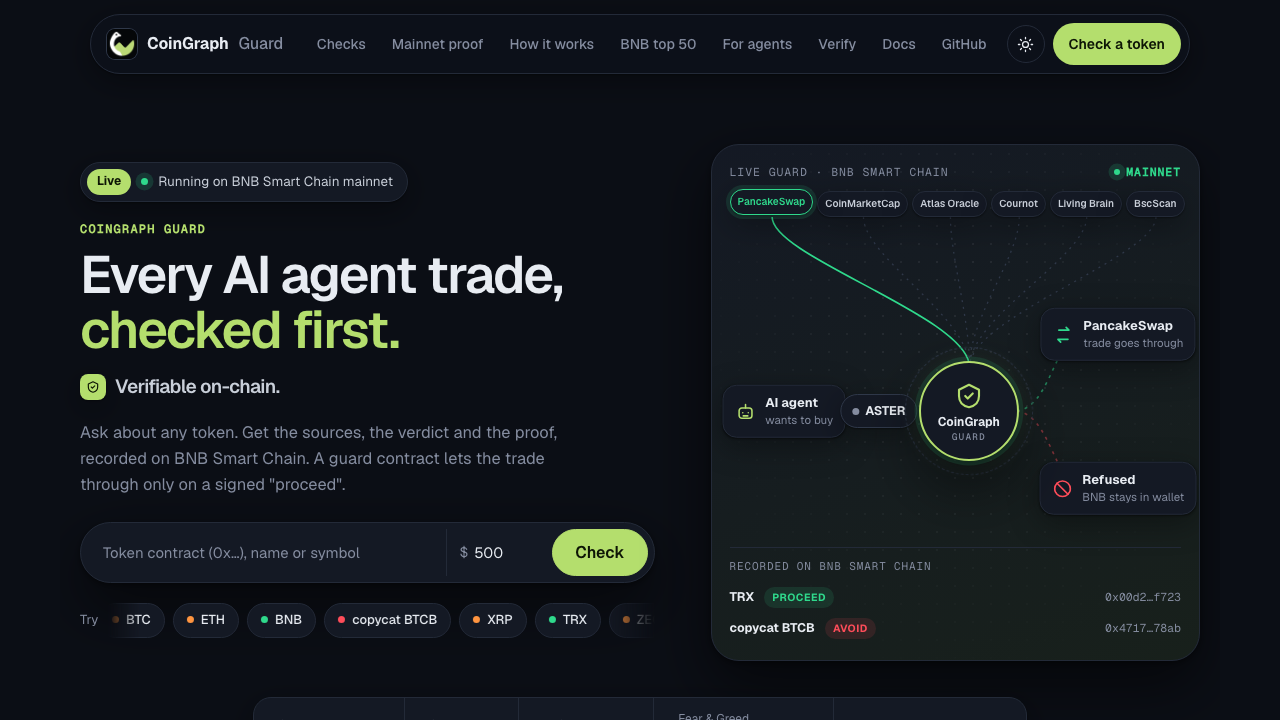 CoinGraph Guard
Checks
Mainnet proof
How it works
BNB top 50
For agents
Verify
Docs
GitHub
Check a token
Live Running on BNB Smart Chain mainnet
COINGRAPH GUARD
Every AI agent trade,
checked first.
Verifiable on-chain.
Ask about any token. Get the sources, the verdict and the proof,
recorded on BNB Smart Chain. A guard contract lets the trade
through only on a signed "proceed".
Token contract (0x…), name or symbol
$ 500
Check
Try
BTC
ETH
BNB
copycat BTCB
XRP
TRX
ZE
LIVE GUARD · BNB SMART CHAIN
MAINNET
PancakeSwap
CoinMarketCap
Atlas Oracle
Cournot
Living Brain
BscScan
PancakeSwap
trade goes through
AI agent
wants to buy
ASTER
CoinGraph
GUARD
Refused
BNB stays in wallet
RECORDED ON BNB SMART CHAIN
TRX PROCEED 0x00d2…f723
copycat BTCB AVOID 0x4717…78ab
Fear & Greed